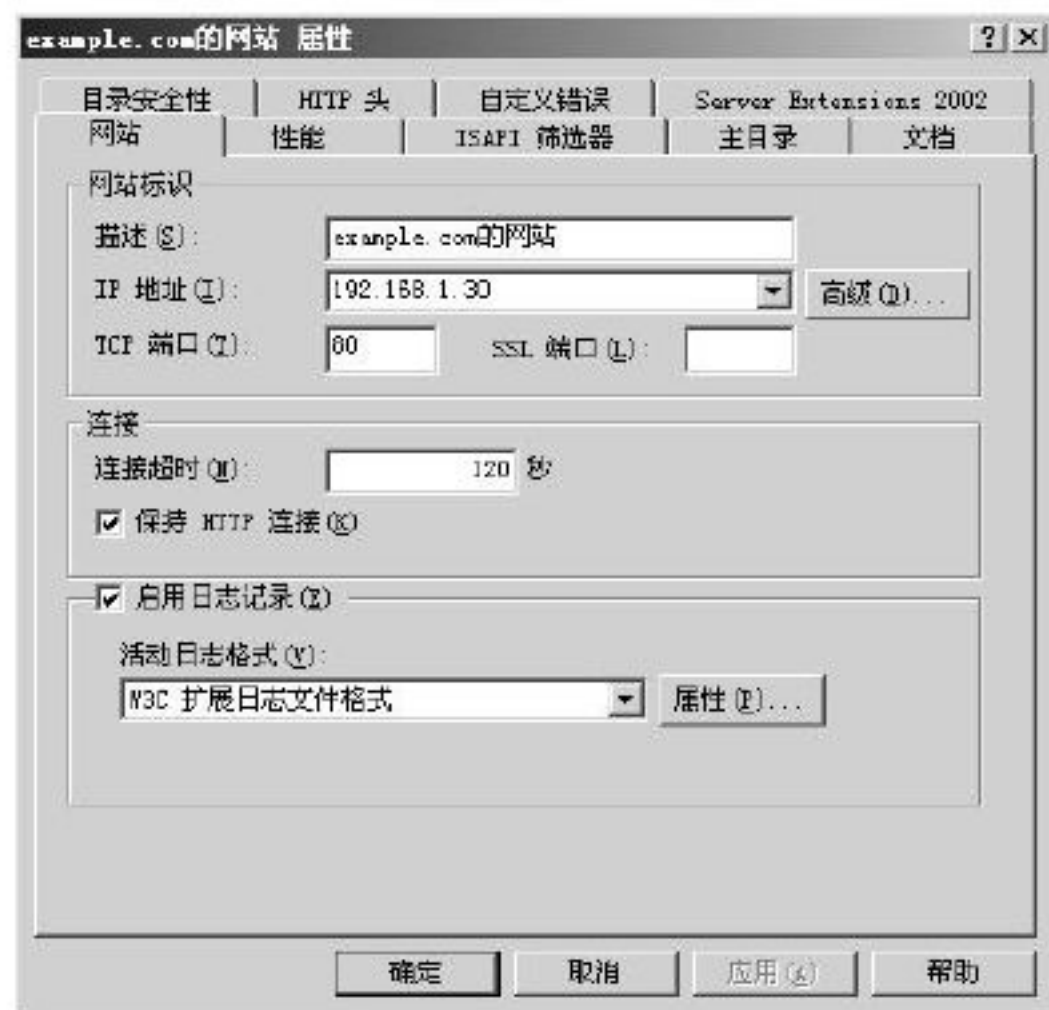 example.com的网站 属性
目录安全性 HTTP 头 自定义错误 Server Extensions 2002
网站 性能 ISAPI 筛选器 主目录 文档
网站标识
描述(S): example.com的网站
IP 地址(I): 192.168.1.30 高级(D)...
TCP 端口(T): 80 SSL 端口(L):
连接
连接超时(N): 120 秒
保持 HTTP 连接(K)
启用日志记录(E)
活动日志格式(V):
W3C 扩展日志文件格式 属性(P)...
确定 取消 应用(A) 帮助